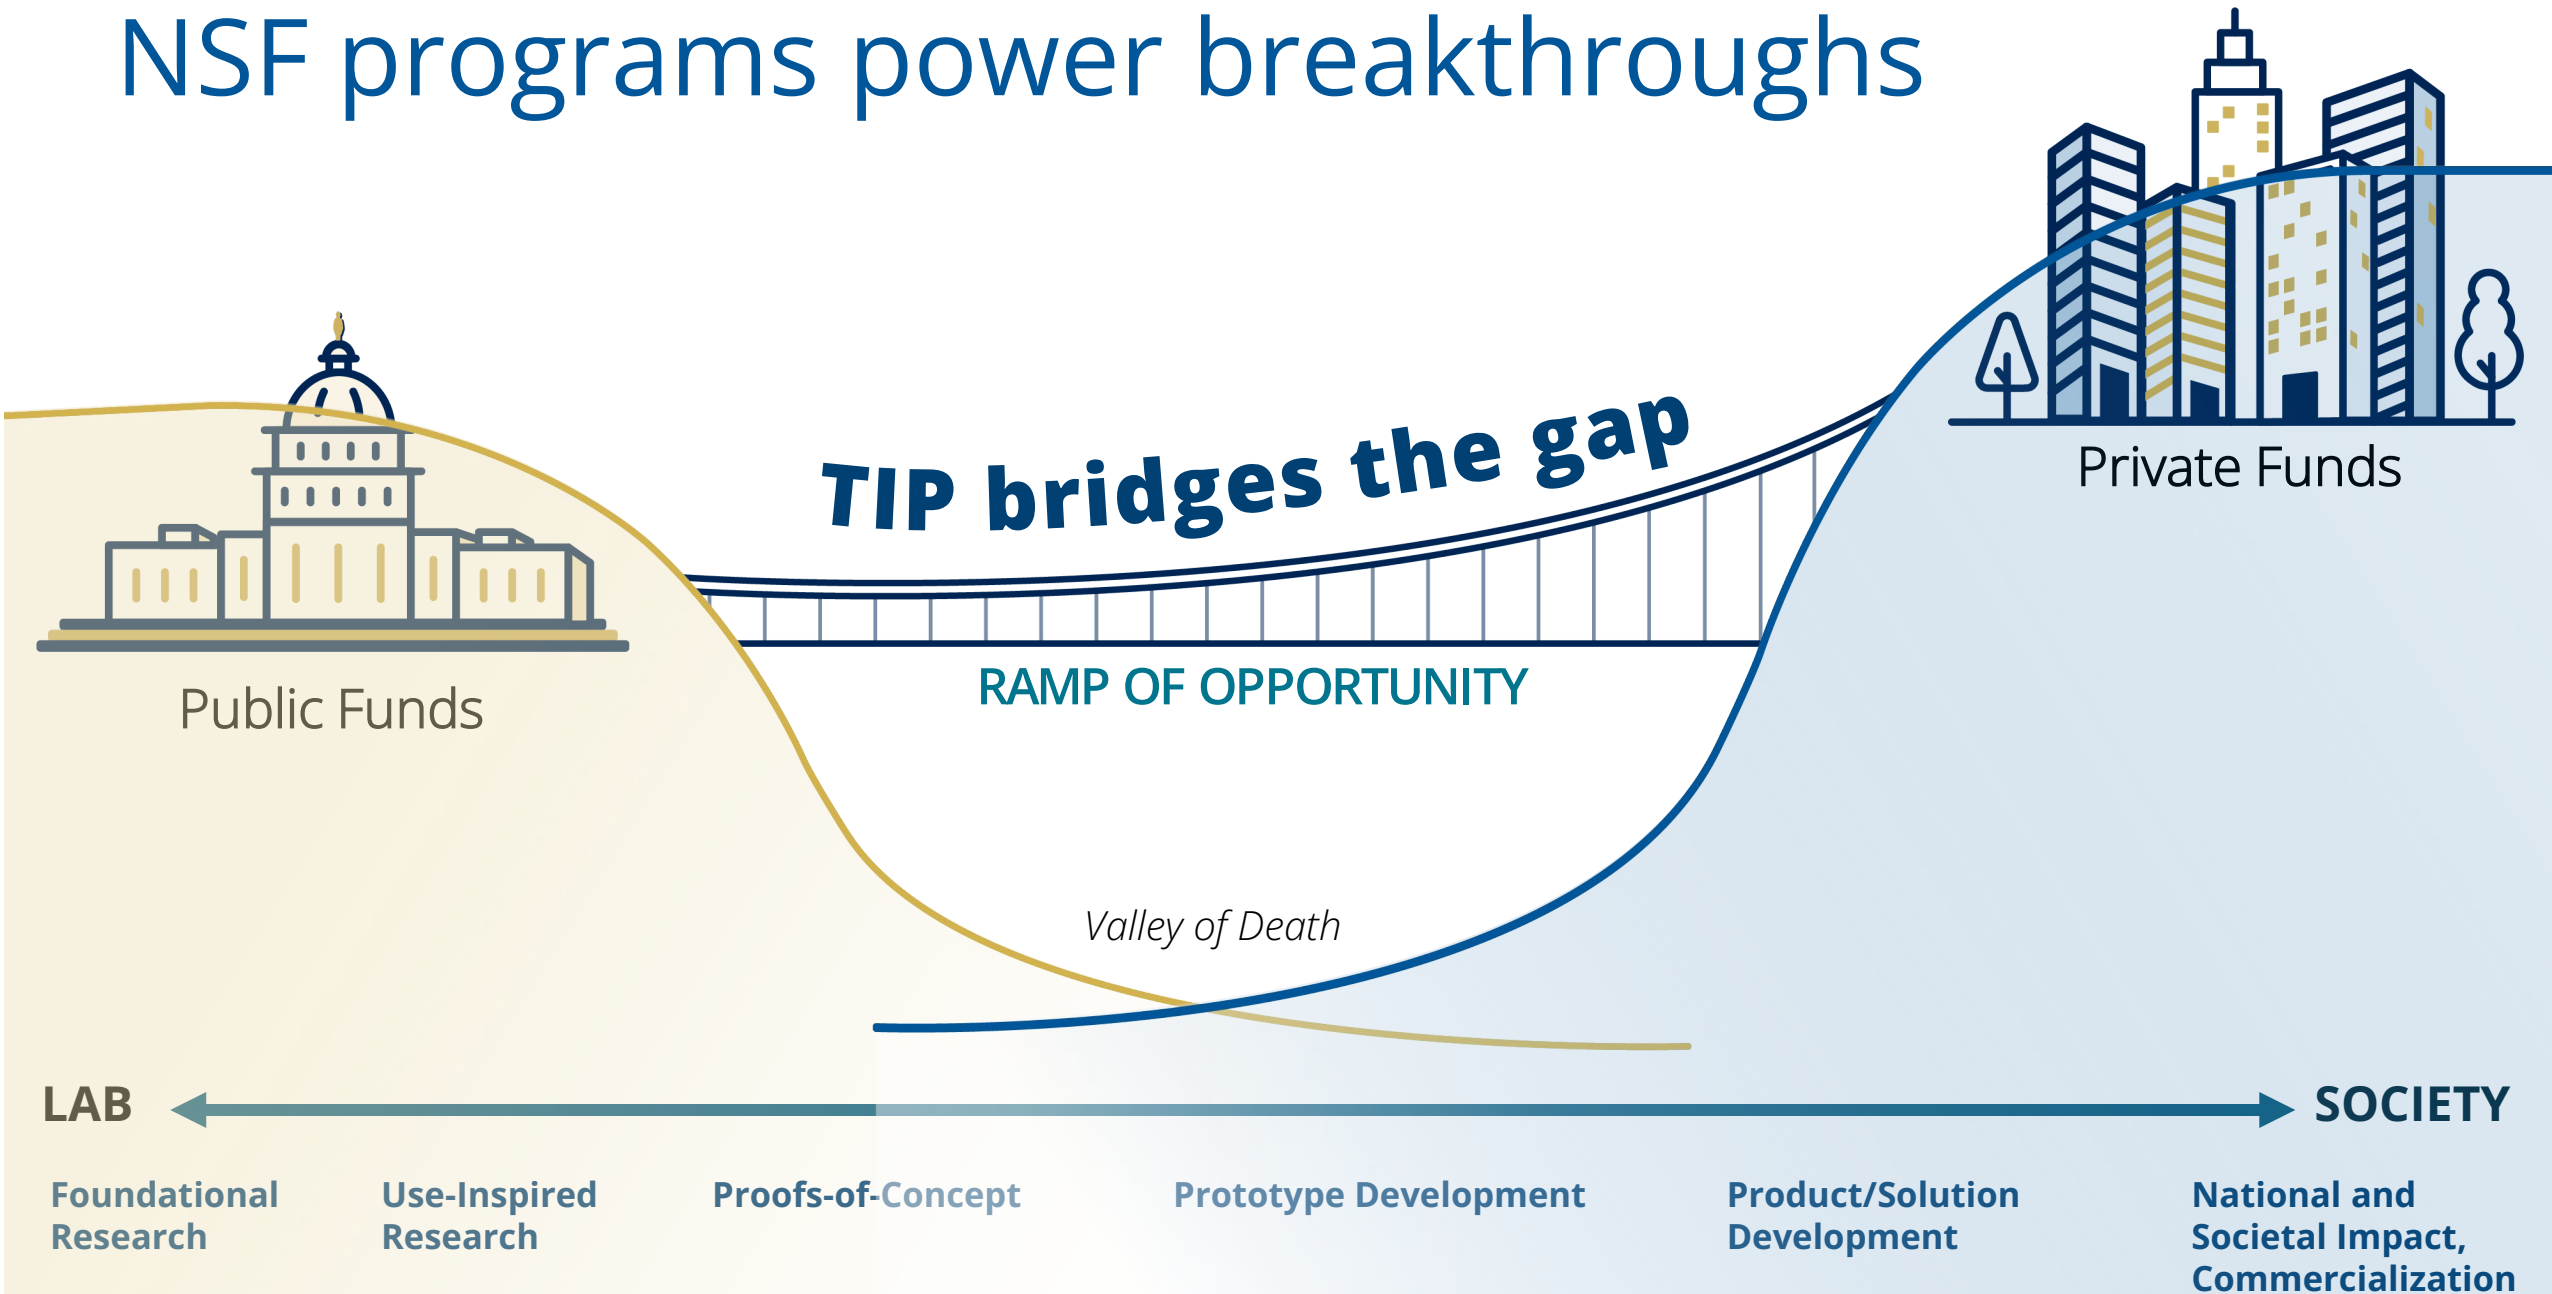 NSF programs power breakthroughs
TIP bridges the gap
Private Funds
RAMP OF OPPORTUNITY
Public Funds
Valley of Death
LAB
SOCIETY
Foundational
Research
Use-Inspired
Research
Proofs-of-Concept
Prototype Development
Product/Solution
Development
National and
Societal Impact,
Commercialization